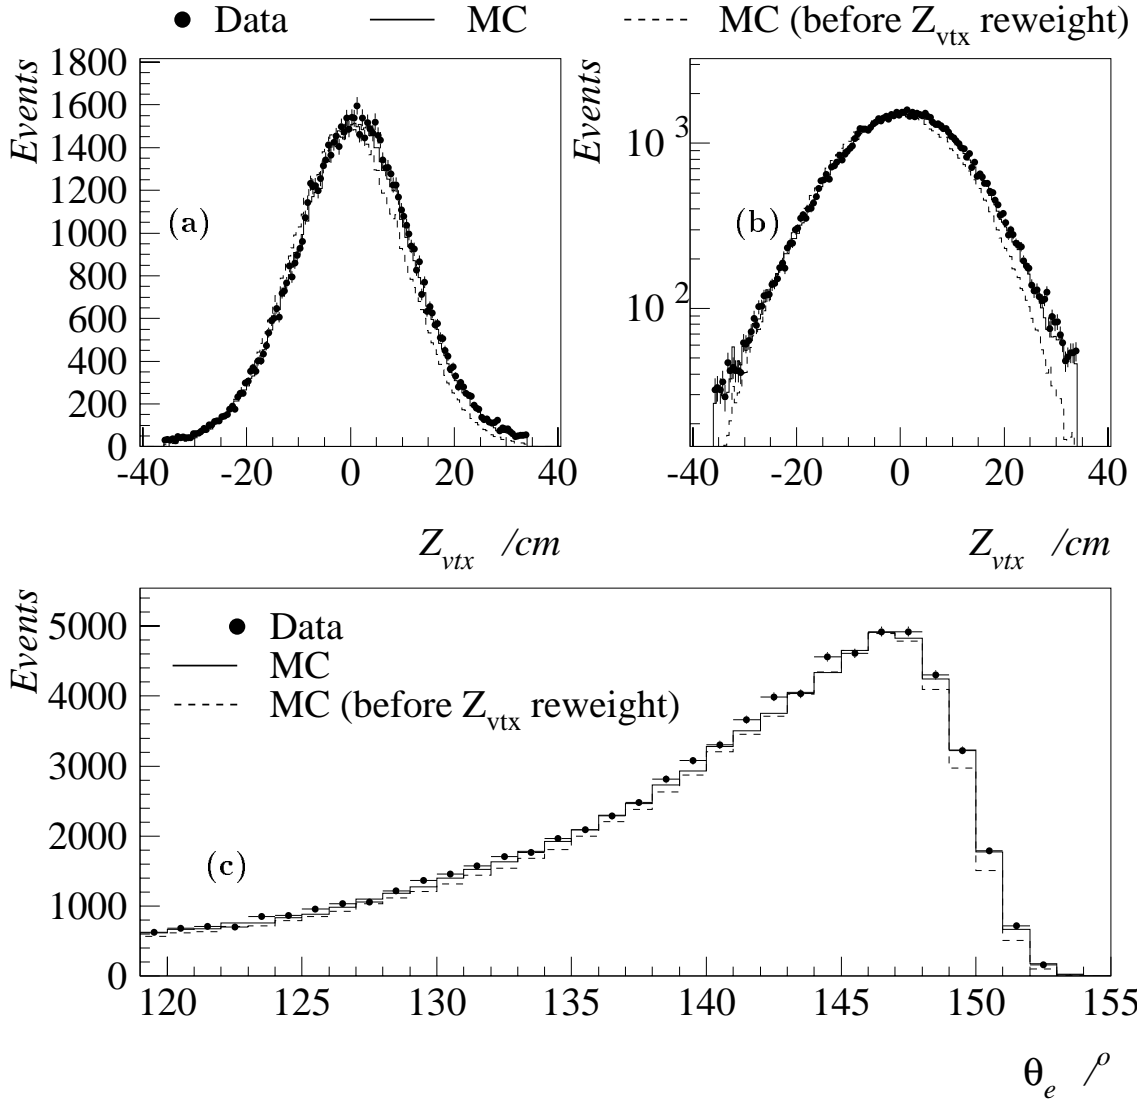 Data MC MC (before Z_vtx reweight)
Events
1800
1600
1400
1200
1000
800
600
400
200
0
(a)
-40 -20 0 20 40
Z_vtx /cm
Events
10^3
10^2
(b)
-40 -20 0 20 40
Z_vtx /cm
Events
5000
4000
3000
2000
1000
0
Data
MC
MC (before Z_vtx reweight)
(c)
120 125 130 135 140 145 150 155
θ_e /^o